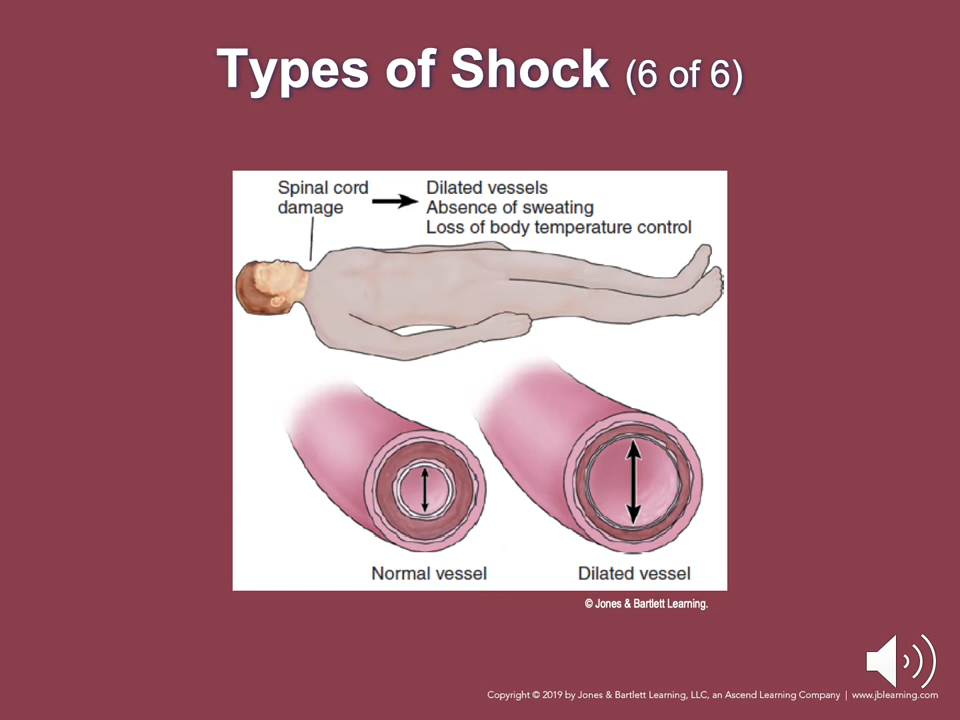 Types of Shock (6 of 6)
Spinal cord
damage
Dilated vessels
Absence of sweating
Loss of body temperature control
Normal vessel
Dilated vessel
© Jones & Bartlett Learning.
Copyright © 2019 by Jones & Bartlett Learning, LLC, an Ascend Learning Company | www.jblearning.com